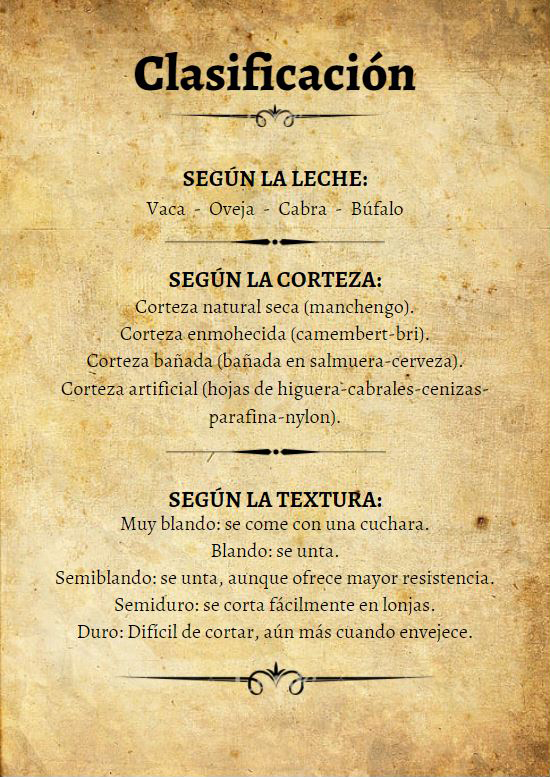 Clasificación
SEGÚN LA LECHE:
Vaca - Oveja - Cabra - Búfalo
SEGÚN LA CORTEZA:
Corteza natural seca (manchengo).
Corteza enmohecida (camembert-bri).
Corteza bañada (bañada en salmuera-cerveza).
Corteza artificial (hojas de higuera-cabrales-cenizas-
parafina-nylon).
SEGÚN LA TEXTURA:
Muy blando: se come con una cuchara.
Blando: se unta.
Semiblando: se unta, aunque ofrece mayor resistencia.
Semiduro: se corta fácilmente en lonjas.
Duro: Difícil de cortar, aún más cuando envejece.